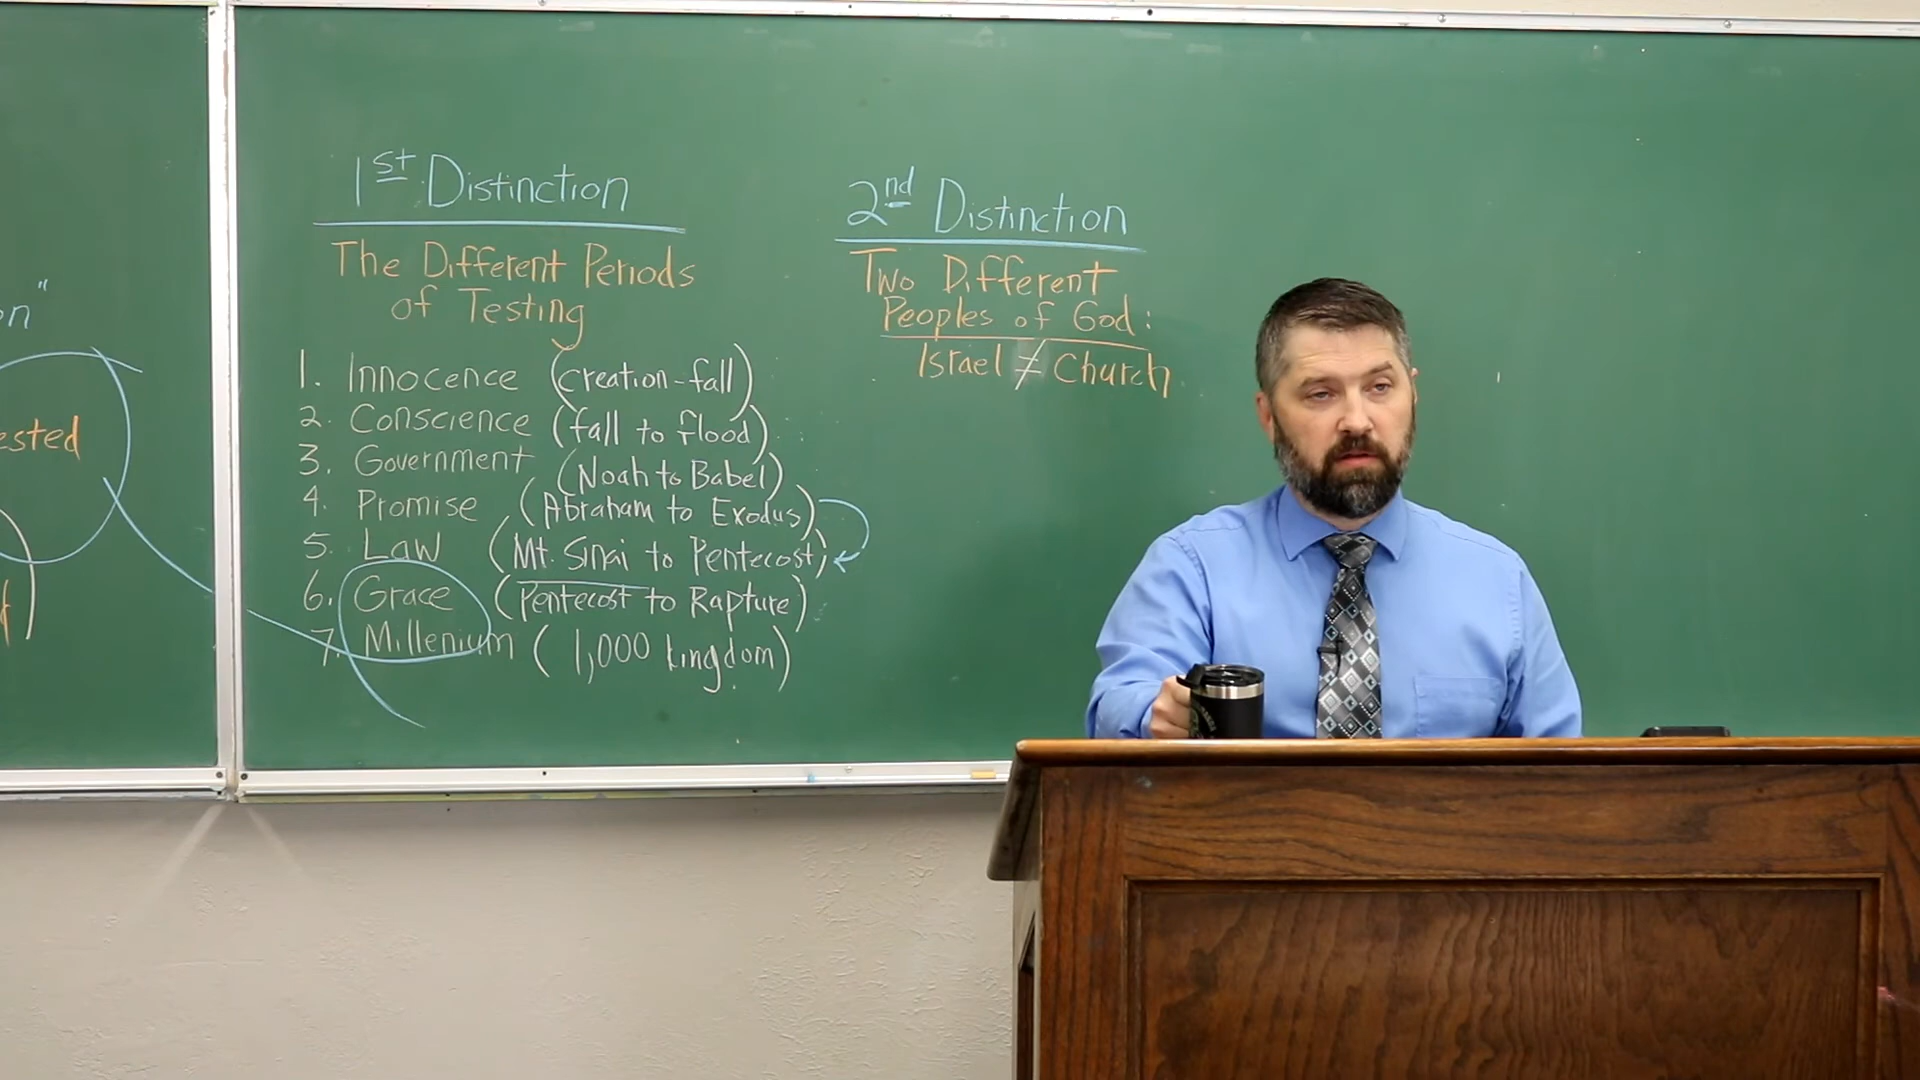 1st Distinction
The Different Periods
of Testing
1. Innocence (creation-fall)
2. Conscience (fall to flood)
3. Government (Noah to Babel)
4. Promise (Abraham to Exodus)
5. Law (Mt. Sinai to Pentecost)
6. Grace (Pentecost to Rapture)
7. Millenium (1,000 kingdom)
2nd Distinction
Two Different
Peoples of God:
Israel ≠ Church